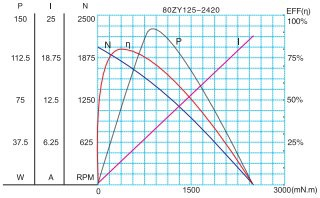 P I N 80ZY125-2420 EFF(η)
150 25 2500 100%
N η P I
112.5 18.75 1875 75%
75 12.5 1250 50%
37.5 6.25 625 25%
W A RPM 0 1500 3000(mN.m)